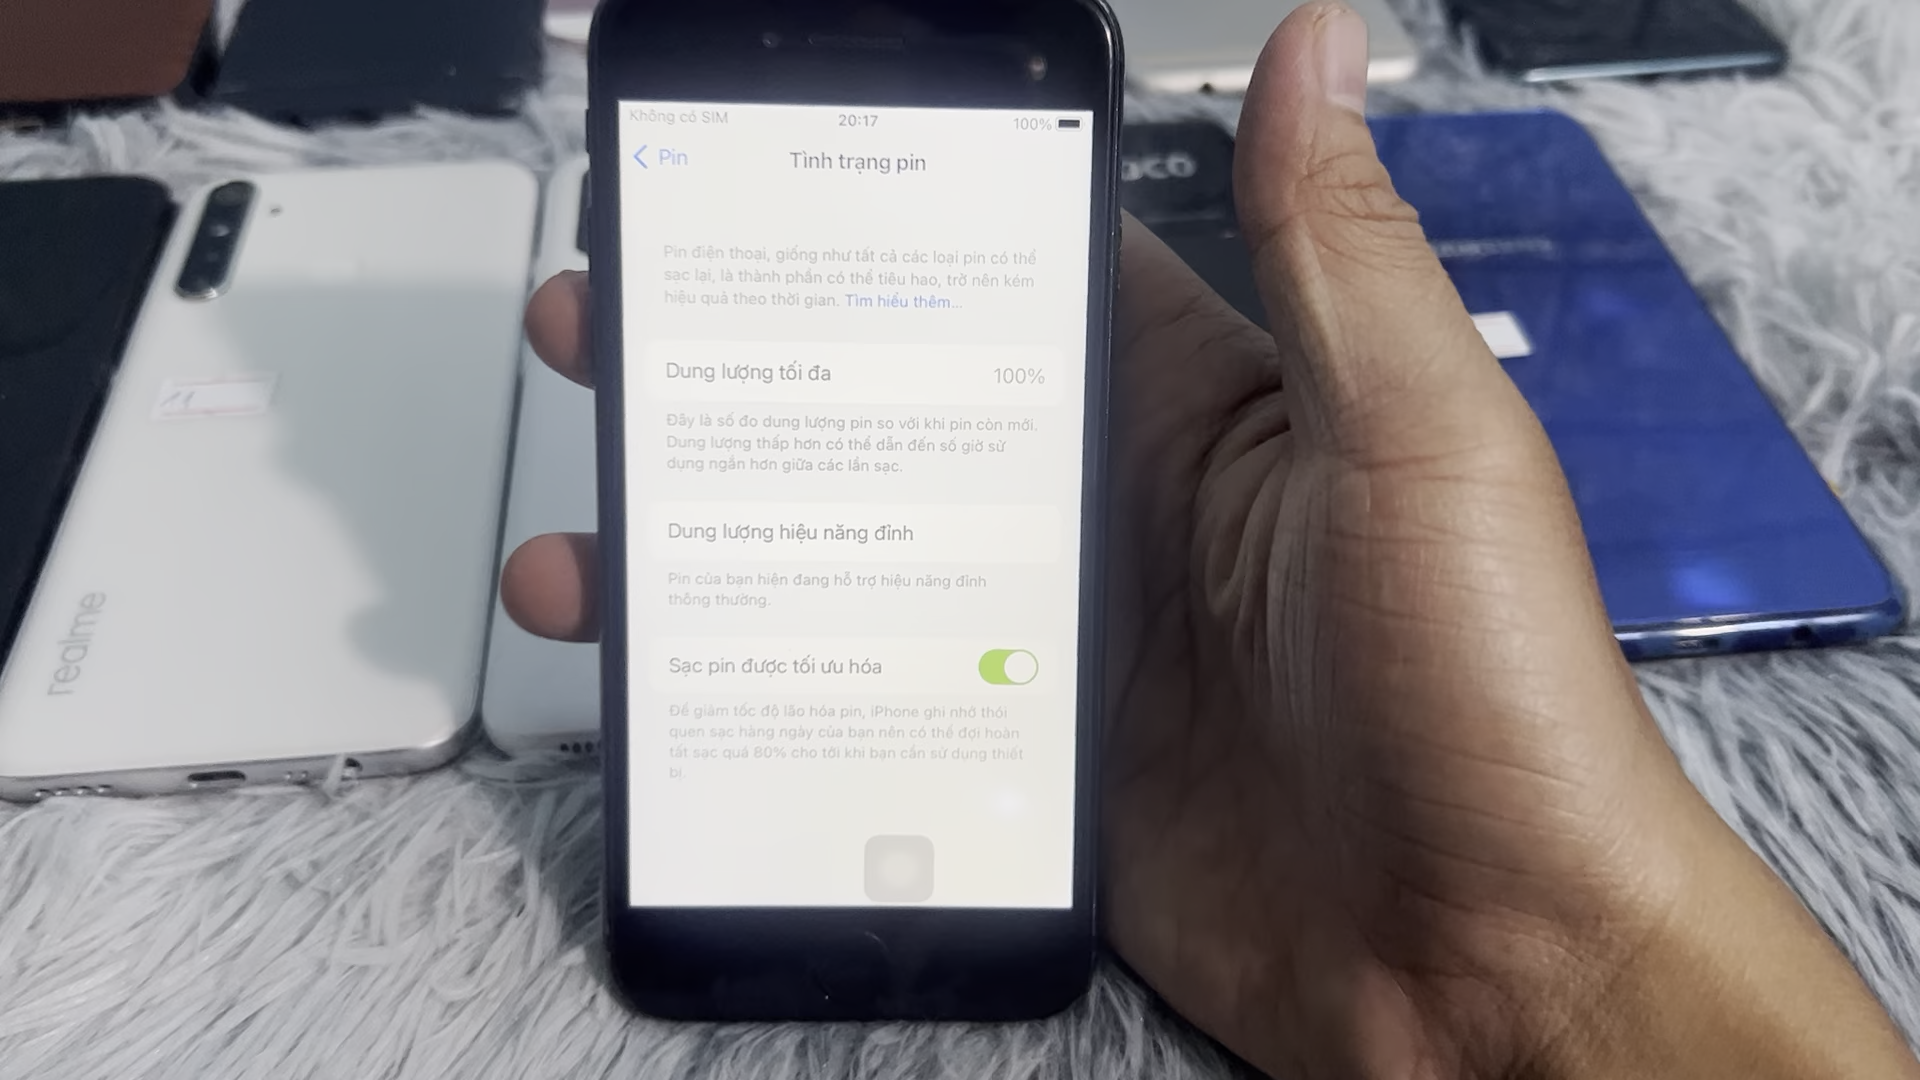 Không có SIM 20:17 100%
Pin Tình trạng pin
Pin điện thoại, giống như tất cả các loại pin có thể
sạc lại, là thành phần có thể tiêu hao, trở nên kém
hiệu quả theo thời gian. Tìm hiểu thêm...
Dung lượng tối đa 100%
Đây là số đo dung lượng pin so với khi pin còn mới.
Dung lượng thấp hơn có thể dẫn đến số giờ sử
dụng ngắn hơn giữa các lần sạc.
Dung lượng hiệu năng đỉnh
Pin của bạn hiện đang hỗ trợ hiệu năng đỉnh
thông thường.
Sạc pin được tối ưu hóa
Để giảm tốc độ lão hóa pin, iPhone ghi nhớ thói
quen sạc hàng ngày của bạn nên có thể đợi hoàn
tất sạc quá 80% cho tới khi bạn cần sử dụng thiết
bị.
realme